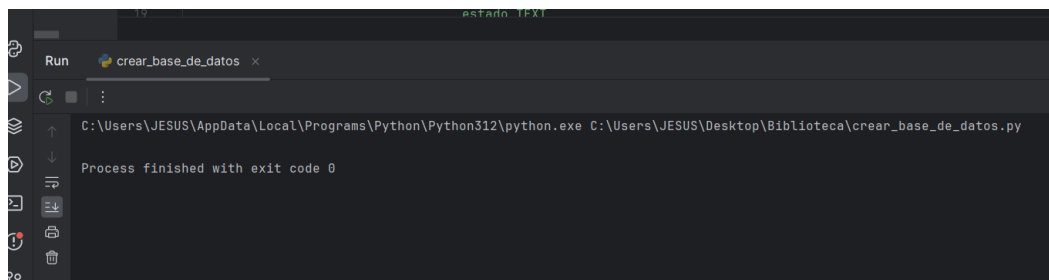 19 estado TEXT
Run crear_base_de_datos ×
C:\Users\JESUS\AppData\Local\Programs\Python\Python312\python.exe C:\Users\JESUS\Desktop\Biblioteca\crear_base_de_datos.py
Process finished with exit code 0